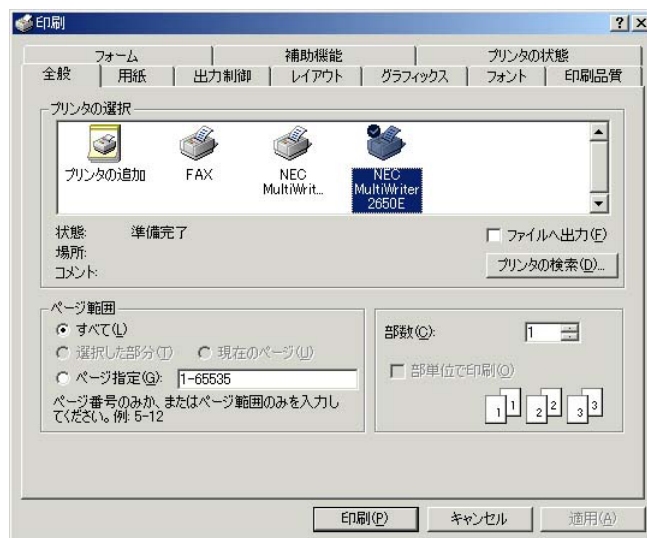 印刷
フォーム 補助機能 プリンタの状態
全般 用紙 出力制御 レイアウト グラフィックス フォント 印刷品質
プリンタの選択
プリンタの追加
FAX
NEC
MultiWrit...
NEC
MultiWriter
2650E
状態: 準備完了
場所:
コメント:
ファイルへ出力(F)
プリンタの検索(D)...
ページ範囲
すべて(L)
選択した部分(T) 現在のページ(U)
ページ指定(G): 1-65535
ページ番号のみか、またはページ範囲のみを入力し
てください。例: 5-12
部数(C): 1
部単位で印刷(O)
1 1 2 2 3 3
印刷(P) キャンセル 適用(A)